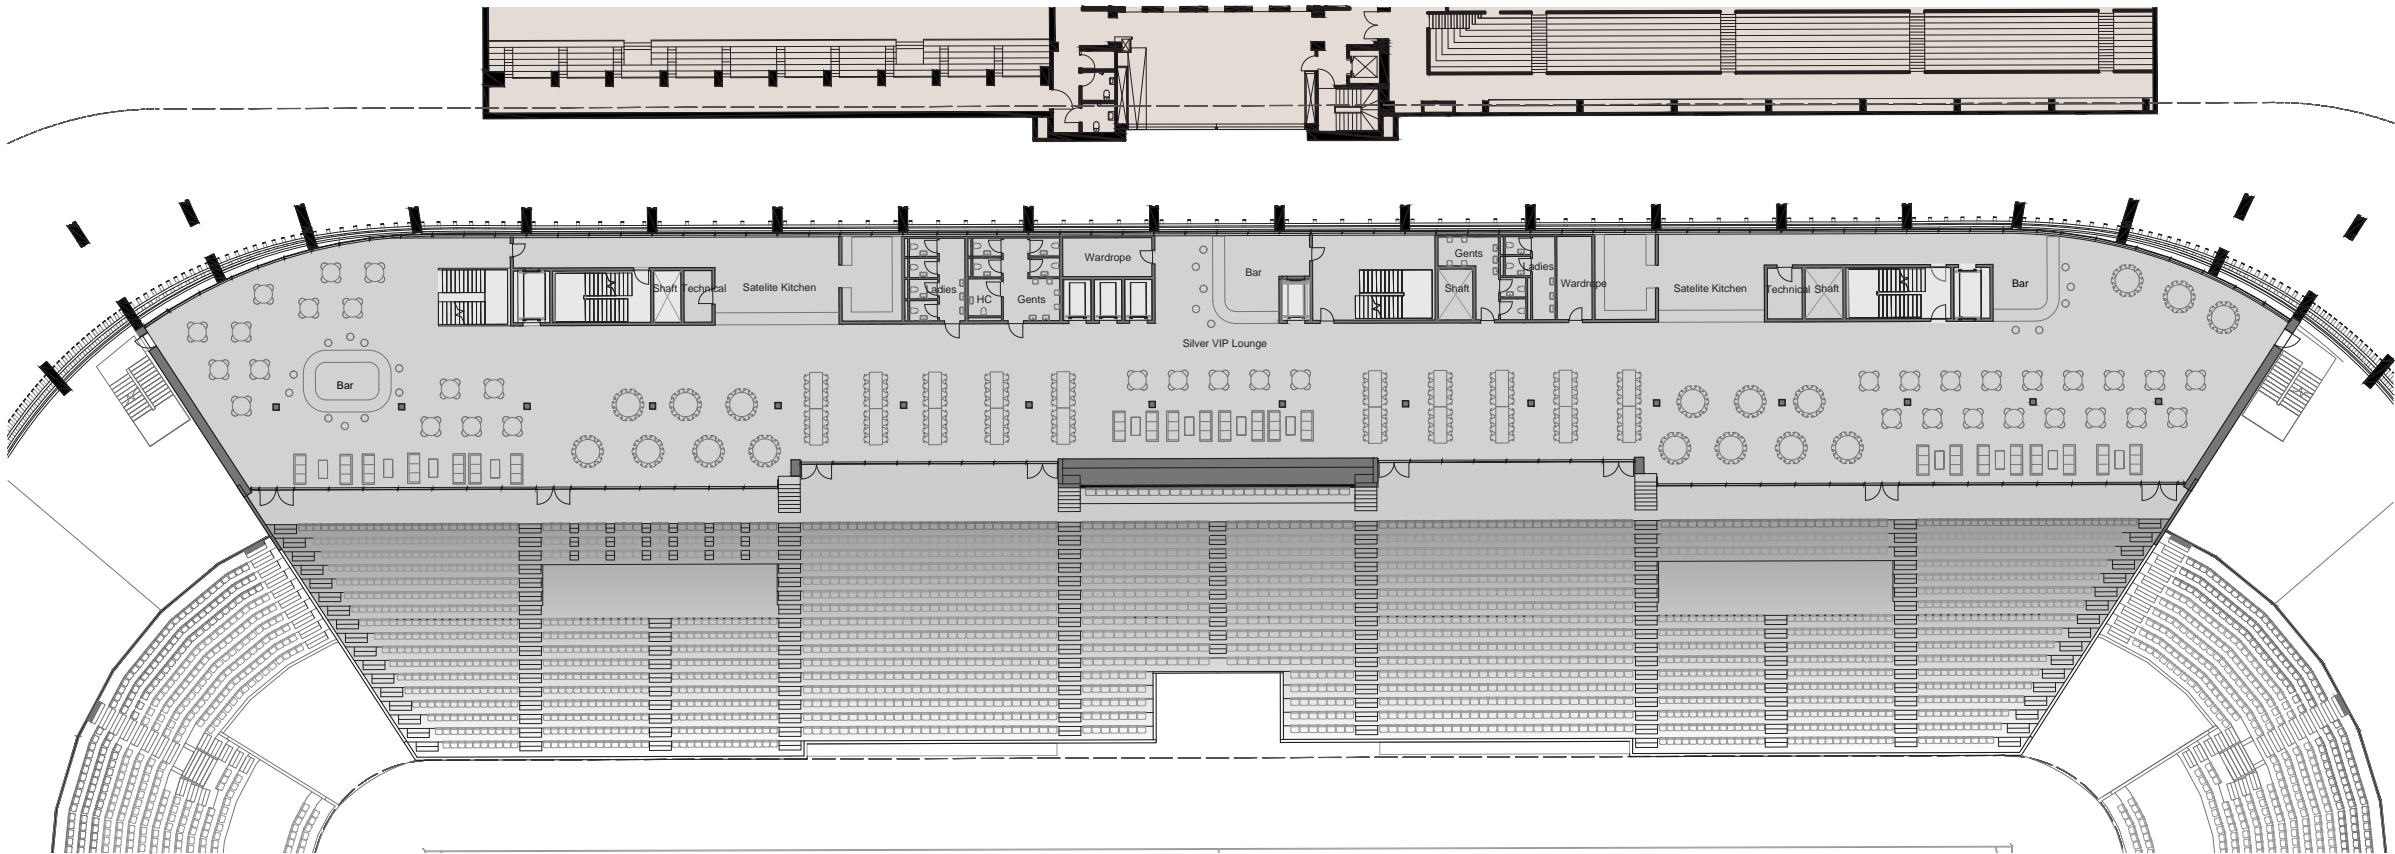 Shaft Technical
Satelite Kitchen
Ladies
HC
Gents
Wardrope
Bar
Gents
Ladies
Shaft
Wardrope
Satelite Kitchen
Technical Shaft
Bar
Silver VIP Lounge
Bar